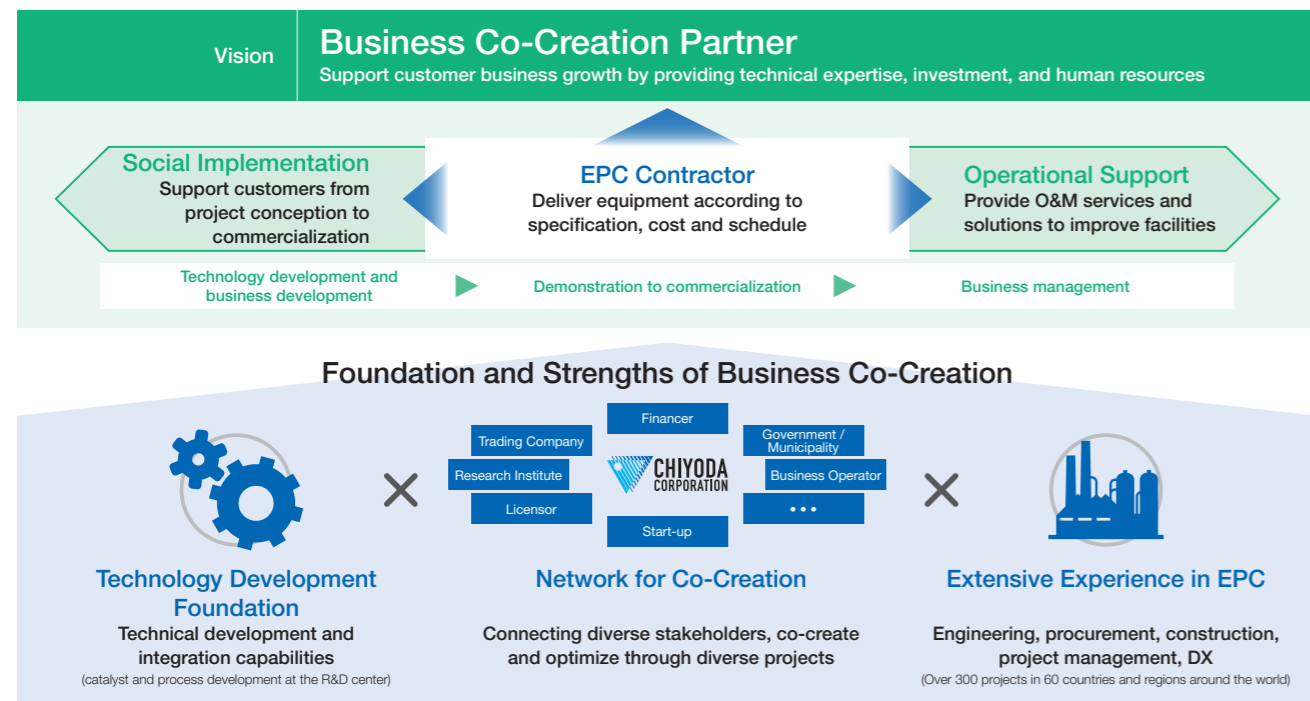 Vision
Business Co-Creation Partner
Support customer business growth by providing technical expertise, investment, and human resources
Social Implementation
Support customers from
project conception to
commercialization
EPC Contractor
Deliver equipment according to
specification, cost and schedule
Operational Support
Provide O&M services and
solutions to improve facilities
Technology development and
business development
Demonstration to commercialization
Business management
Foundation and Strengths of Business Co-Creation
Financer
Trading Company
Government /
Municipality
Research Institute
CHIYODA
CORPORATION
Business Operator
Licensor
• • •
Start-up
Technology Development
Foundation
Technical development and
integration capabilities
(catalyst and process development at the R&D center)
Network for Co-Creation
Connecting diverse stakeholders, co-create
and optimize through diverse projects
Extensive Experience in EPC
Engineering, procurement, construction,
project management, DX
(Over 300 projects in 60 countries and regions around the world)